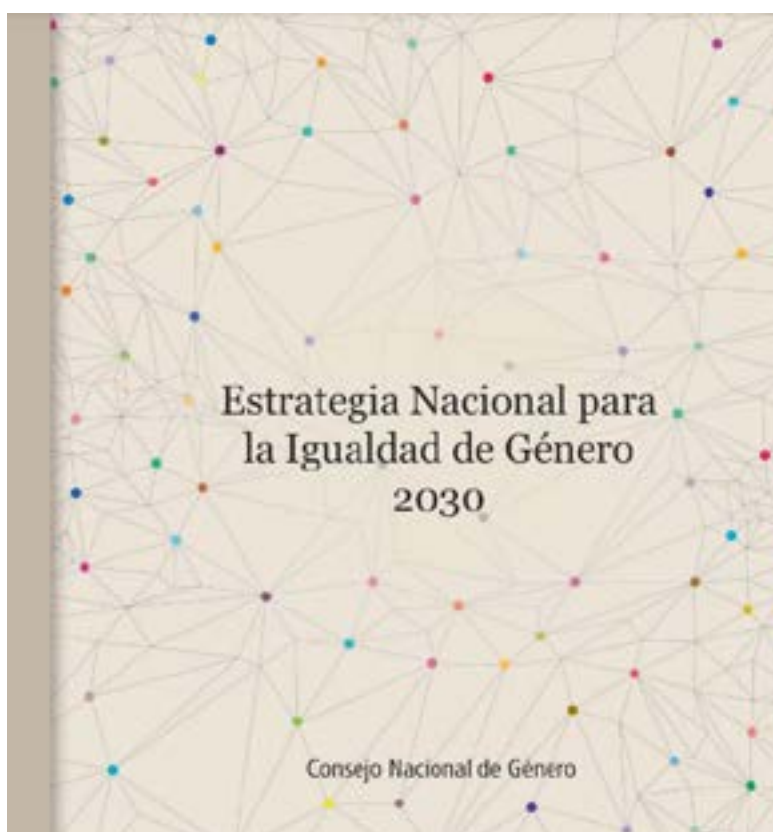 Estrategia Nacional para
la Igualdad de Género
2030
Consejo Nacional de Género